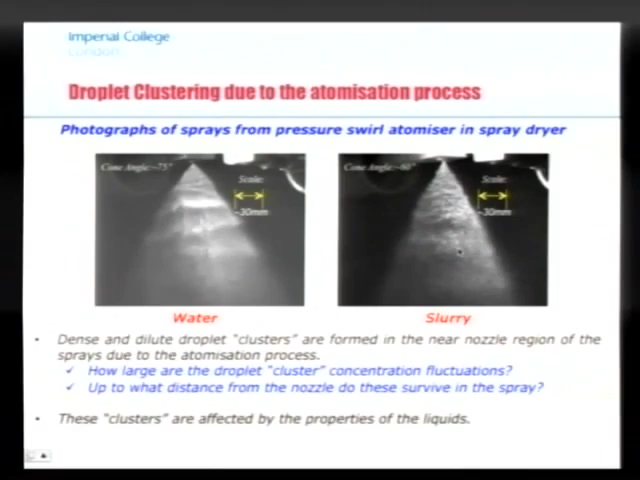 Imperial College
London
Droplet Clustering due to the atomisation process
Photographs of sprays from pressure swirl atomiser in spray dryer
Cone Angle:~75°
Scale:
~30mm
Cone Angle:~60°
Scale:
~30mm
Water
Slurry
• Dense and dilute droplet "clusters" are formed in the near nozzle region of the
sprays due to the atomisation process.
✓ How large are the droplet "cluster" concentration fluctuations?
✓ Up to what distance from the nozzle do these survive in the spray?
• These "clusters" are affected by the properties of the liquids.